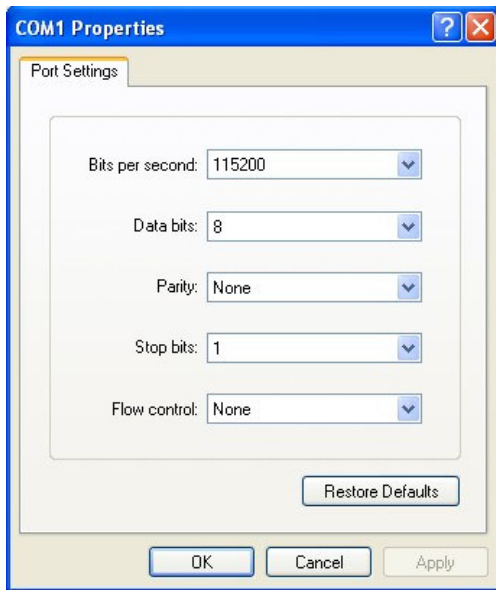 COM1 Properties
Port Settings
Bits per second: 115200
Data bits: 8
Parity: None
Stop bits: 1
Flow control: None
Restore Defaults
OK Cancel Apply